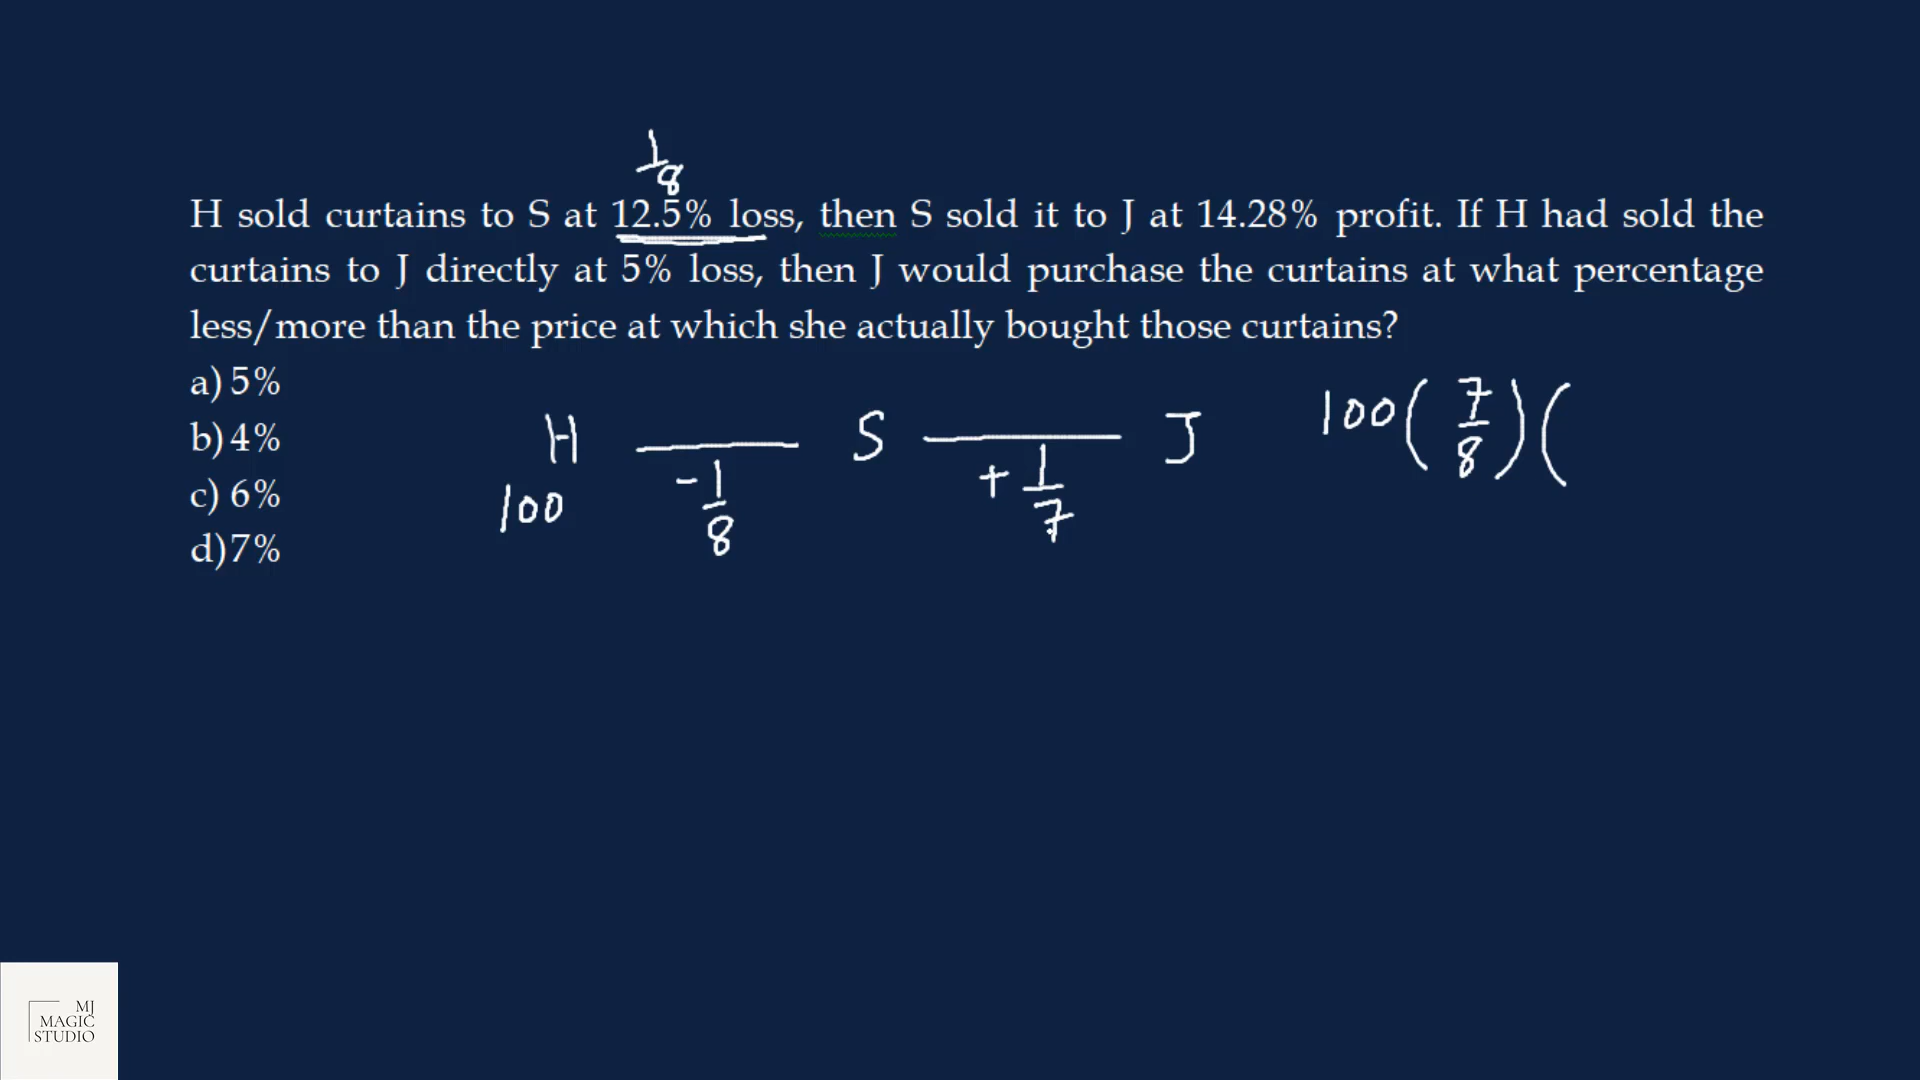 1/8
H sold curtains to S at 12.5% loss, then S sold it to J at 14.28% profit. If H had sold the
curtains to J directly at 5% loss, then J would purchase the curtains at what percentage
less/more than the price at which she actually bought those curtains?
a) 5%
b) 4%
c) 6%
d) 7%
H S J 100(7/8)(
100 -1/8 +1/7
MJ
MAGIC
STUDIO